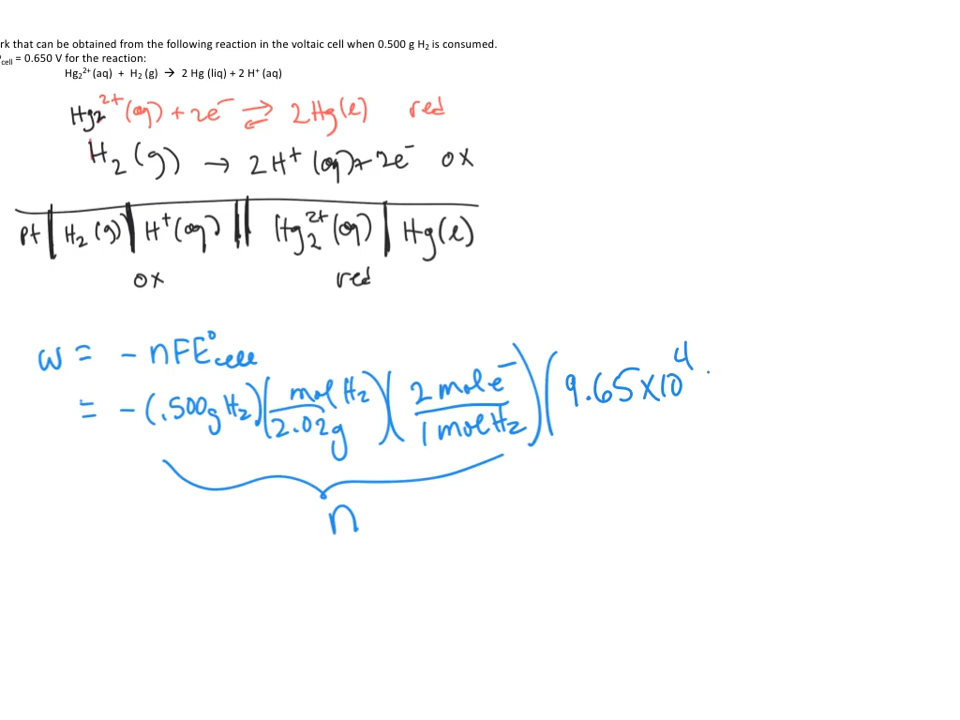 rk that can be obtained from the following reaction in the voltaic cell when 0.500 g H₂ is consumed.
cell = 0.650 V for the reaction:
Hg₂²⁺ (aq) + H₂ (g) → 2 Hg (liq) + 2 H⁺ (aq)
Hg₂²⁺ (aq) + 2e⁻ ⇌ 2Hg(l) red
H₂(g) → 2H⁺ (aq) + 2e⁻ ox
Pt | H₂(g) | H⁺(aq) || Hg₂²⁺(aq) | Hg(l)
ox red
w = - nFE°cell
= - (.500g H₂)(mol H₂/2.02g)(2 mol e⁻/1 mol H₂)(9.65×10⁴
n